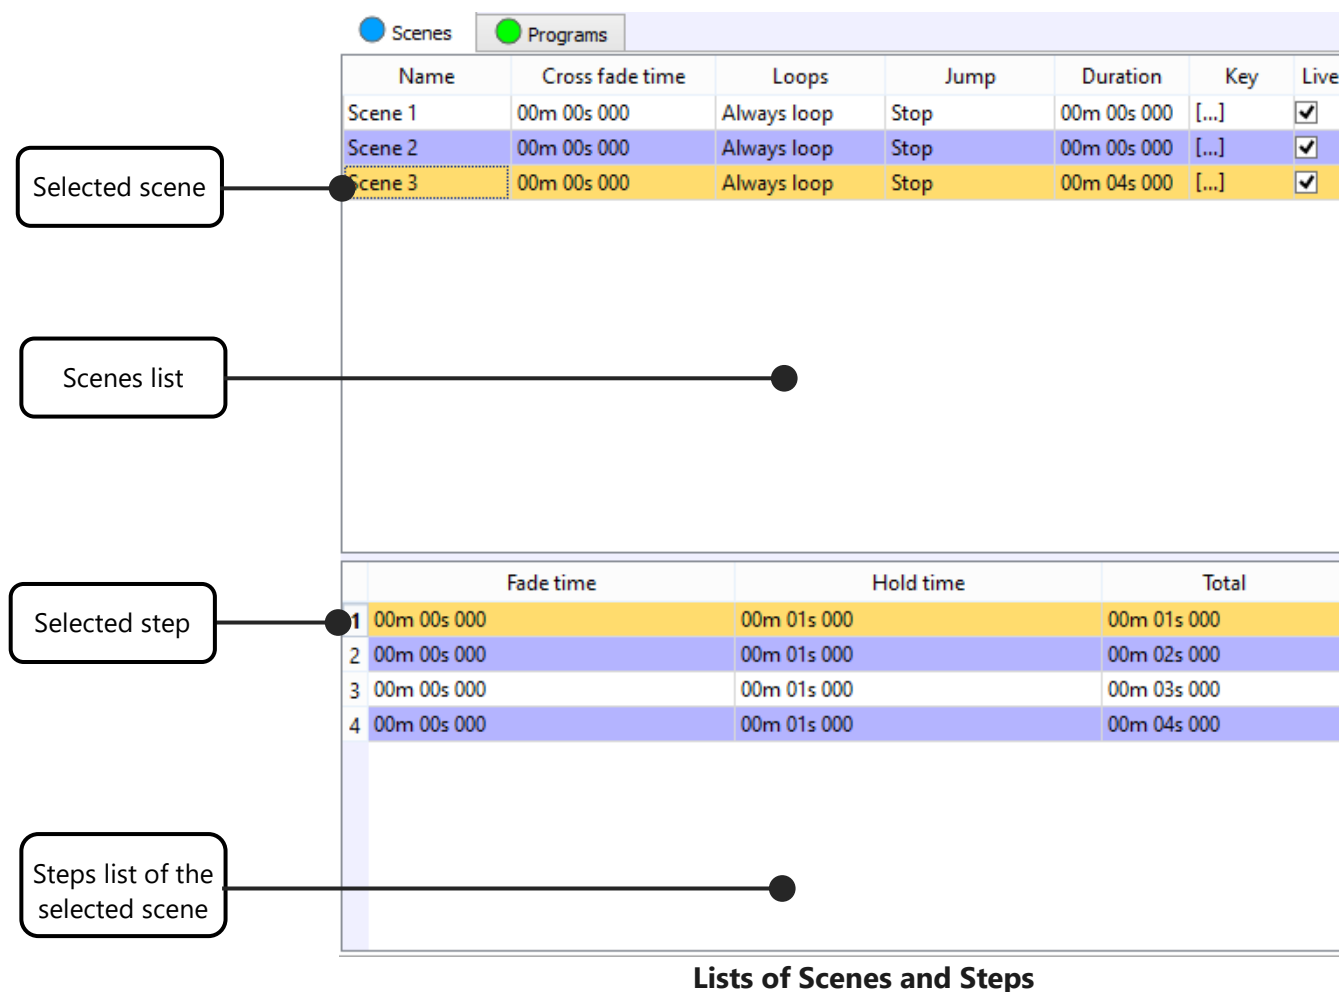 Scenes Programs
Name Cross fade time Loops Jump Duration Key Live
Scene 1 00m 00s 000 Always loop Stop 00m 00s 000 [...]
Scene 2 00m 00s 000 Always loop Stop 00m 00s 000 [...]
Selected scene
Scene 3 00m 00s 000 Always loop Stop 00m 04s 000 [...]
Scenes list
Fade time Hold time Total
Selected step
1 00m 00s 000 00m 01s 000 00m 01s 000
2 00m 00s 000 00m 01s 000 00m 02s 000
3 00m 00s 000 00m 01s 000 00m 03s 000
4 00m 00s 000 00m 01s 000 00m 04s 000
Steps list of the
selected scene
Lists of Scenes and Steps